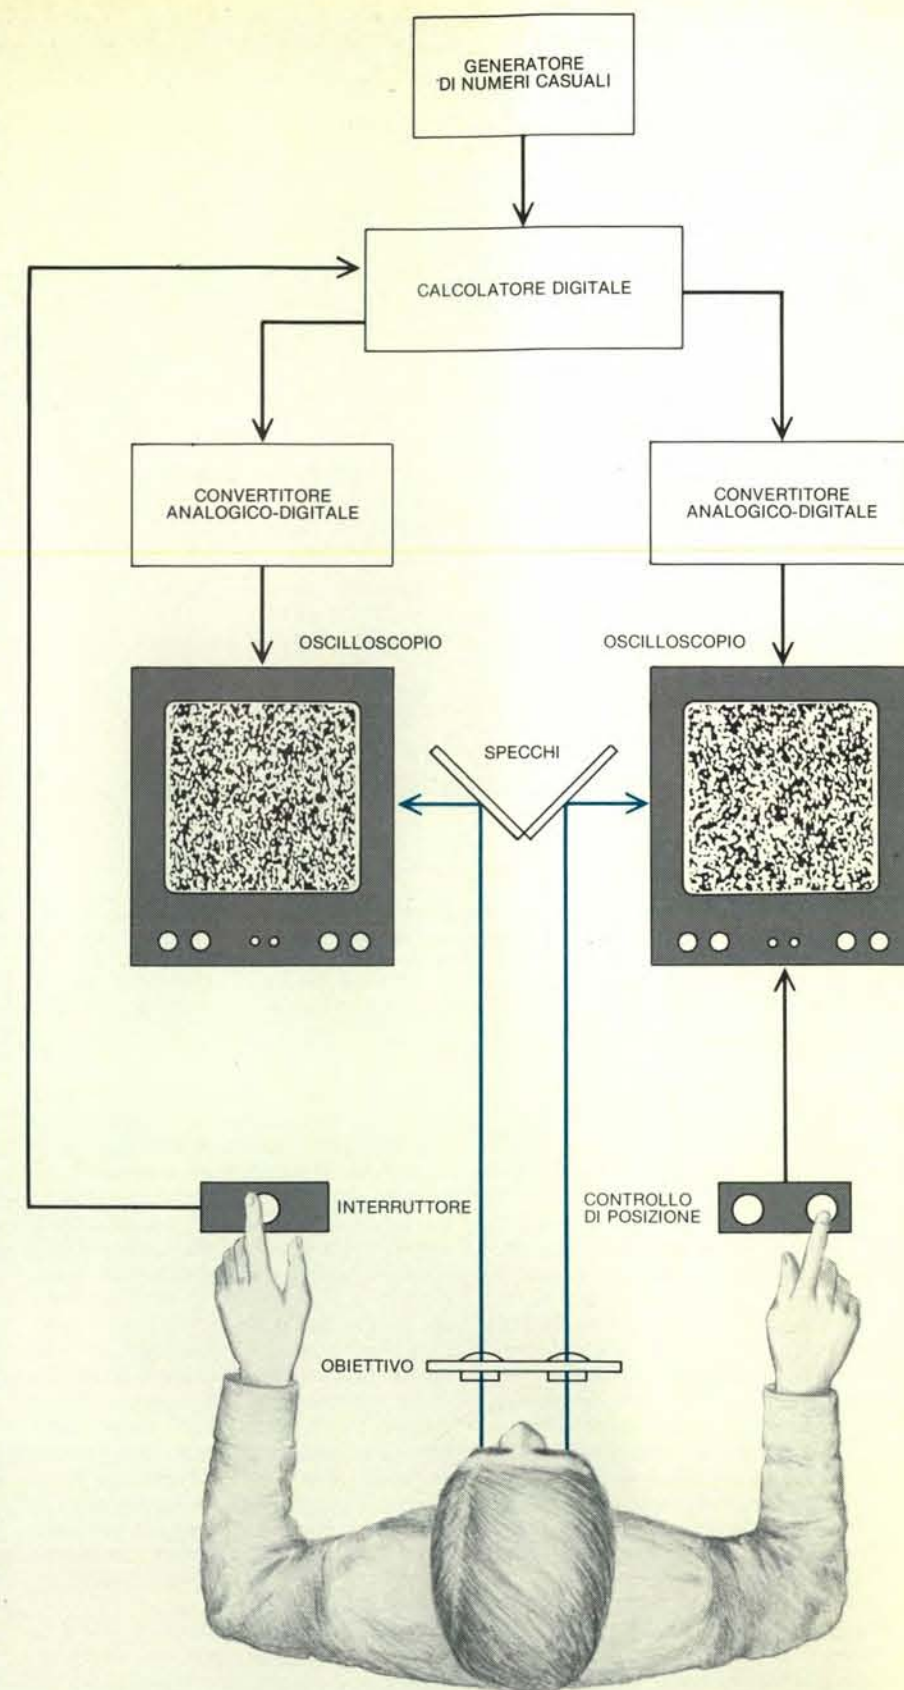 GENERATORE
DI NUMERI CASUALI
CALCOLATORE DIGITALE
CONVERTITORE
ANALOGICO-DIGITALE
CONVERTITORE
ANALOGICO-DIGITALE
OSCILLOSCOPIO
OSCILLOSCOPIO
SPECCHI
INTERRUTTORE
CONTROLLO
DI POSIZIONE
OBIETTIVO